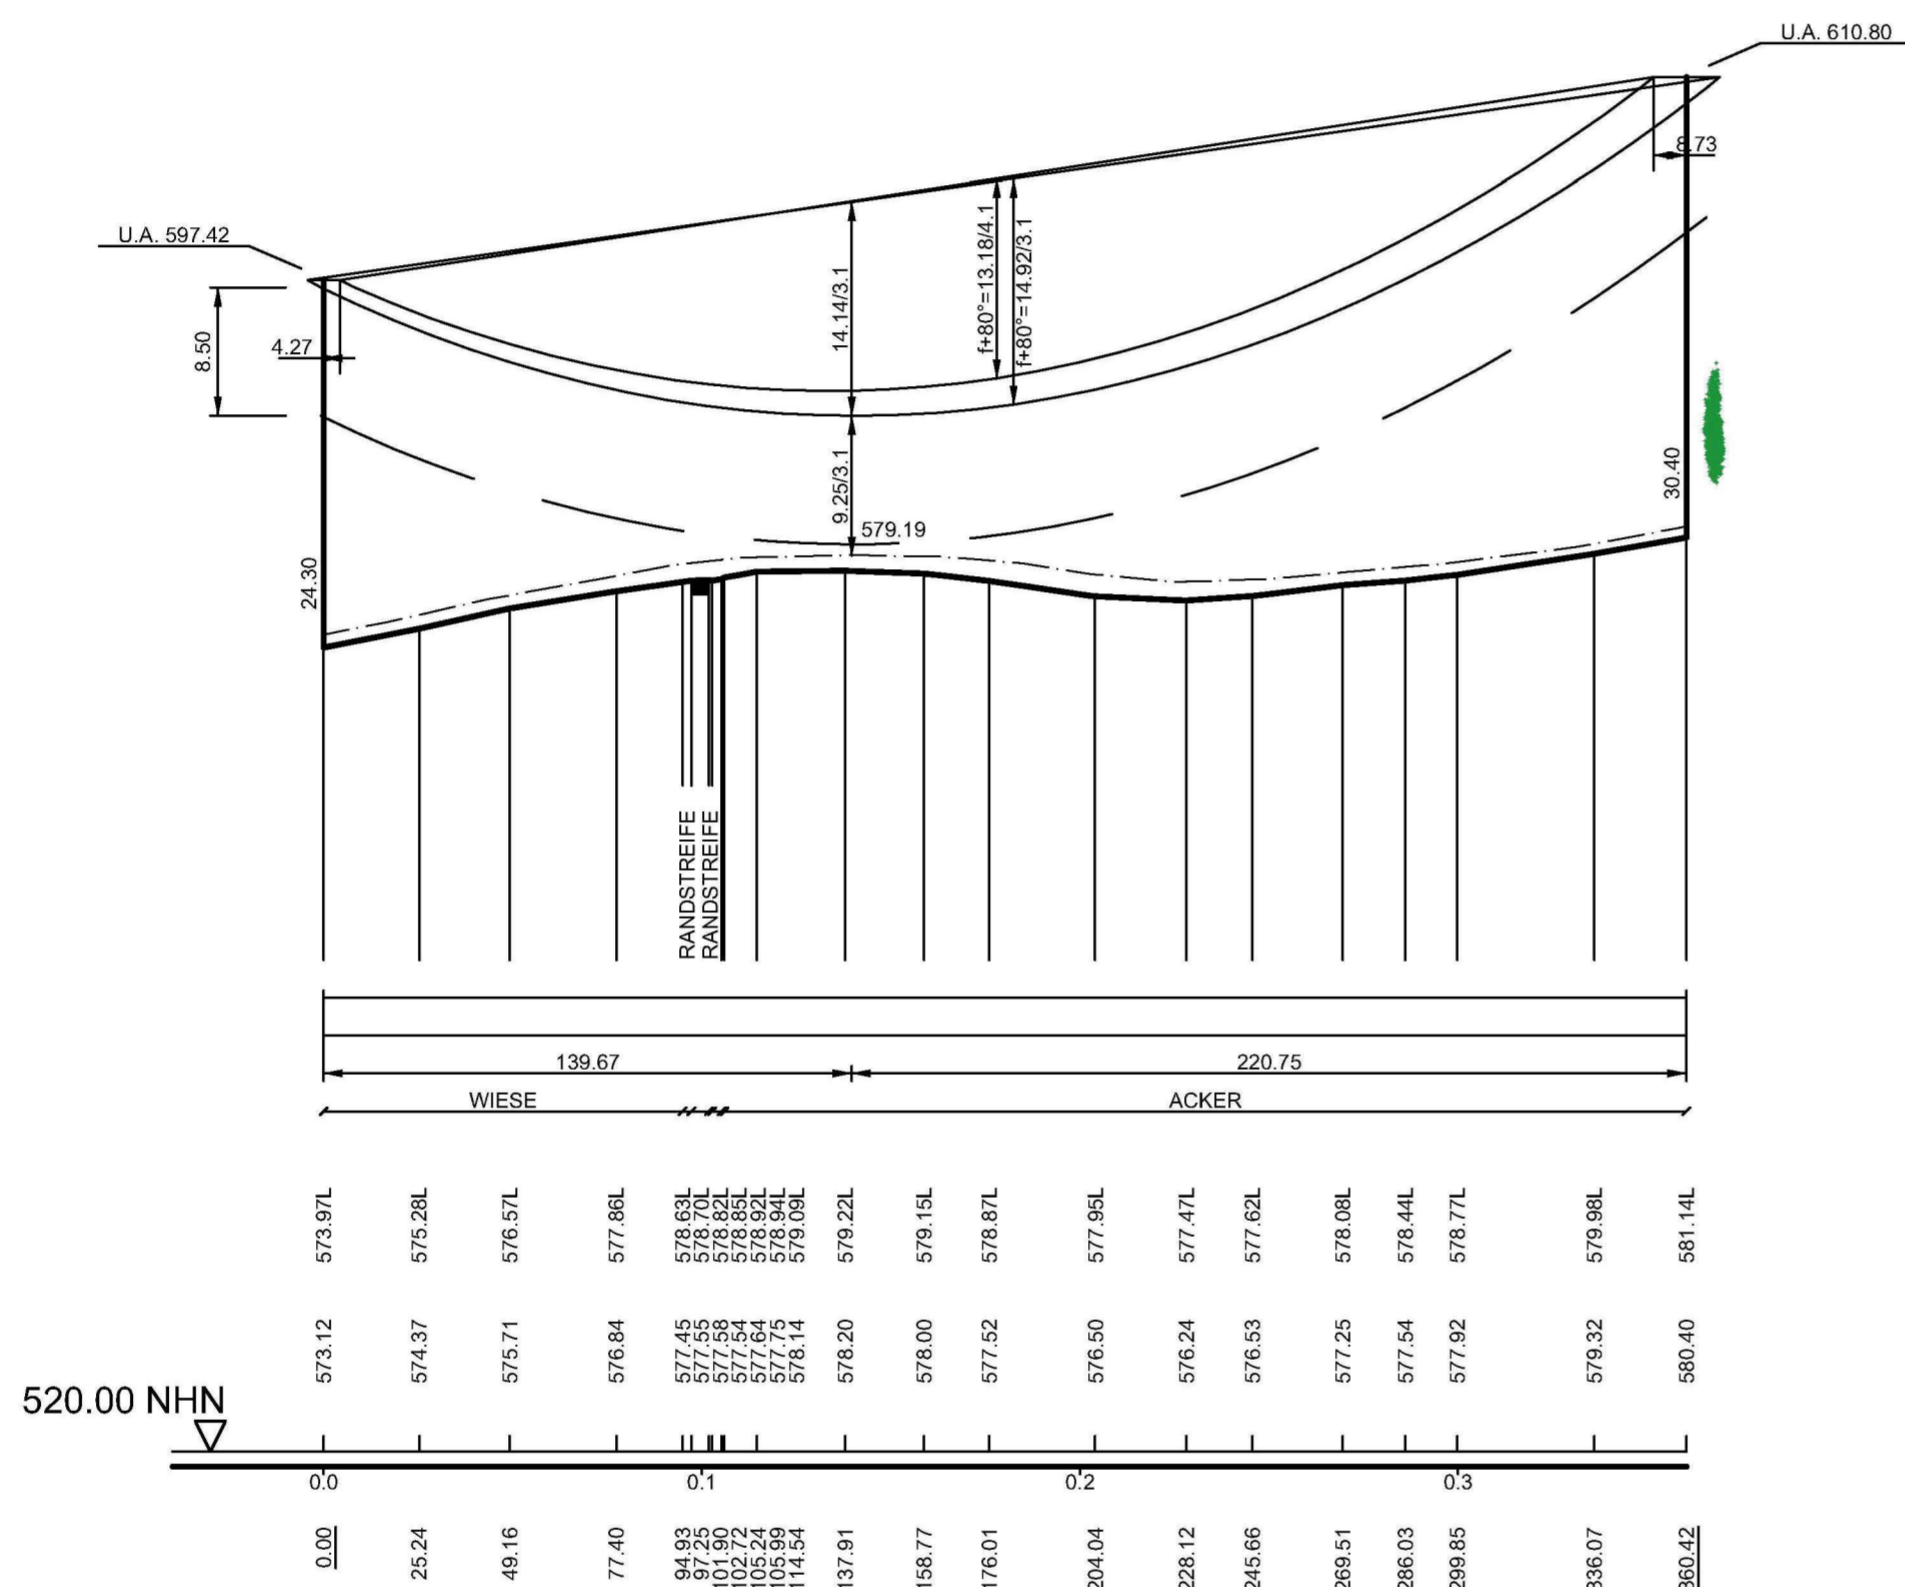 U.A. 610.80
8.73
U.A. 597.42
8.50
4.27
14.14/3.1
f+80°=13.18/4.1
f+80°=14.92/3.1
9.25/3.1
579.19
24.30
30.40
RANDSTREIFE
RANDSTREIFE
139.67
220.75
WIESE
ACKER
573.97L
575.28L
576.57L
577.86L
578.63L
578.70L
578.82L
578.85L
578.92L
578.94L
579.09L
579.22L
579.15L
578.87L
577.95L
577.47L
577.62L
578.08L
578.44L
578.77L
579.98L
581.14L
573.12
574.37
575.71
576.84
577.45
577.55
577.58
577.54
577.64
577.75
578.14
578.20
578.00
577.52
576.50
576.24
576.53
577.25
577.54
577.92
579.32
580.40
520.00 NHN
0.0
0.1
0.2
0.3
0.00
25.24
49.16
77.40
94.93
97.25
101.90
102.72
105.24
105.99
114.54
137.91
158.77
176.01
204.04
228.12
245.66
269.51
286.03
299.85
336.07
360.42